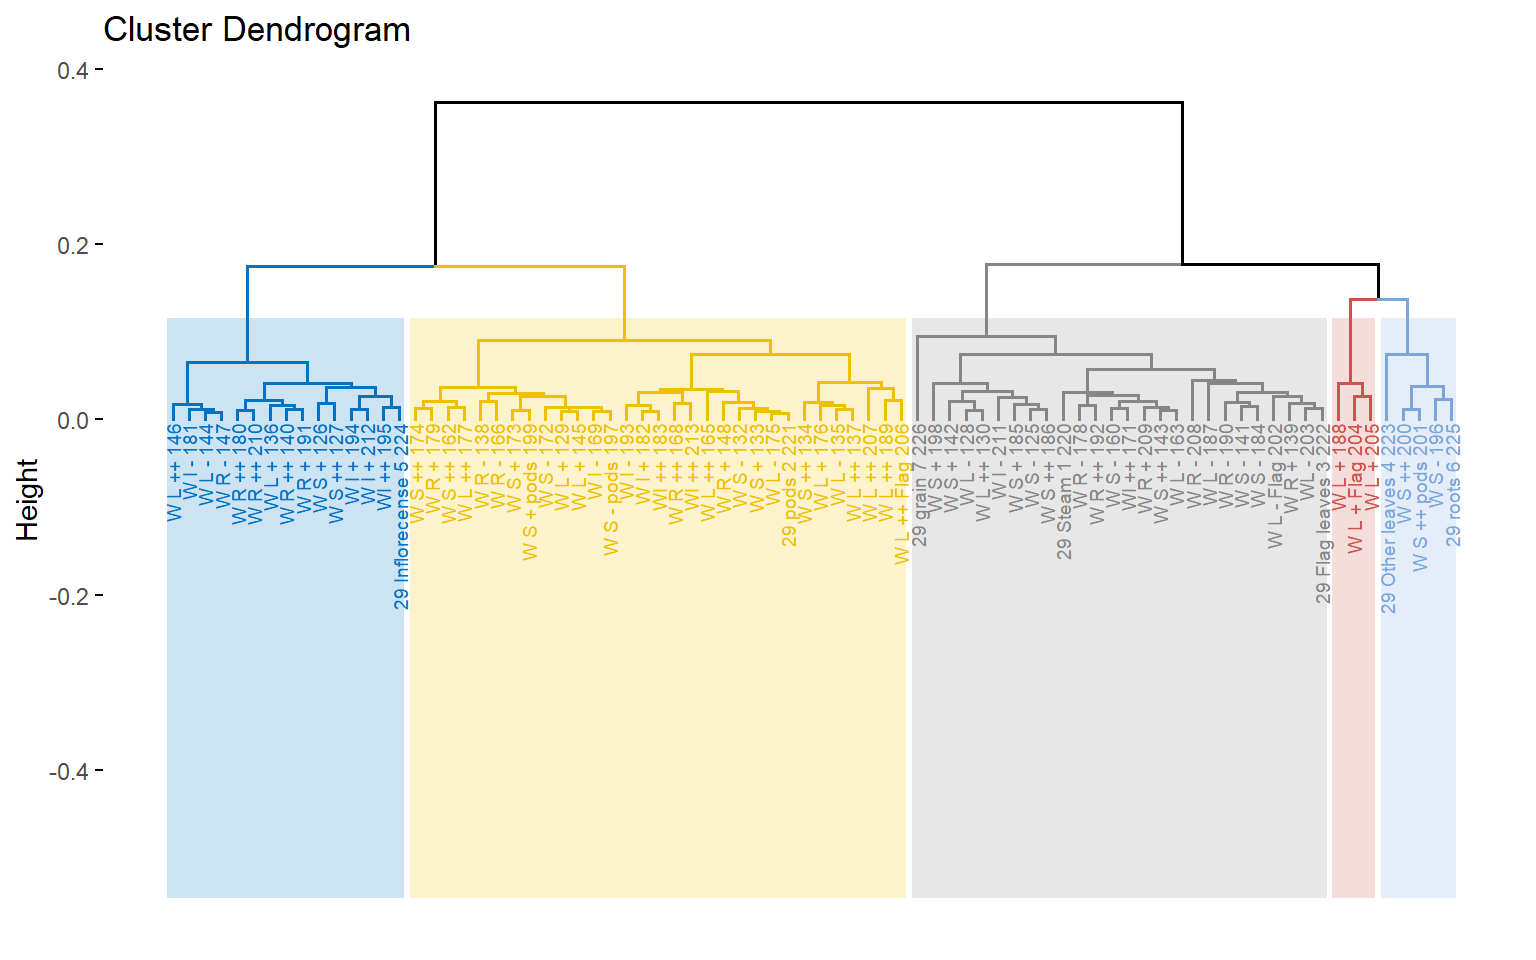 Cluster Dendrogram
Height
0.4
0.2
0.0
-0.2
-0.4
W L ++ 146
W I - 181
W L - 144
W R - 147
W R ++ 180
W R ++ 210
W L + 136
W R ++ 140
W R + 191
W S + 126
W S ++ 127
W I + 194
W I + 212
WI ++ 195
29 Inflorecense 5 224
W S ++ 174
W R + 179
W S ++ 162
W L ++ 177
W R - 138
W R - 166
W S + 173
W S + pods 199
W S - 172
W L + 129
W L + 145
W I - 169
W S - pods 197
W I - 193
W I + 182
WI ++ 183
W R ++ 168
WI ++ 213
W L ++ 165
W R + 148
W S - 132
W S + 133
W L - 175
29 pods 2 221
W S ++ 134
W L + 176
W L - 135
W L ++ 137
W L ++ 207
W L ++ 189
W L ++ Flag 206
29 grain 7 226
W S + 198
W S + 142
W L - 128
W L ++ 130
W I - 211
W S + 185
W S - 125
W S ++ 186
29 Steam 1 220
W R - 178
W R ++ 192
W S - 160
WI ++ 171
W R + 209
W S ++ 143
W L - 163
W R - 208
W L - 187
W R - 190
W S - 141
W S - 184
W L - Flag 202
W R + 139
WL - 203
29 Flag leaves 3 222
W L + 188
W L + Flag 204
W L + 205
29 Other leaves 4 223
W S ++ 200
W S ++ pods 201
W S - 196
29 roots 6 225